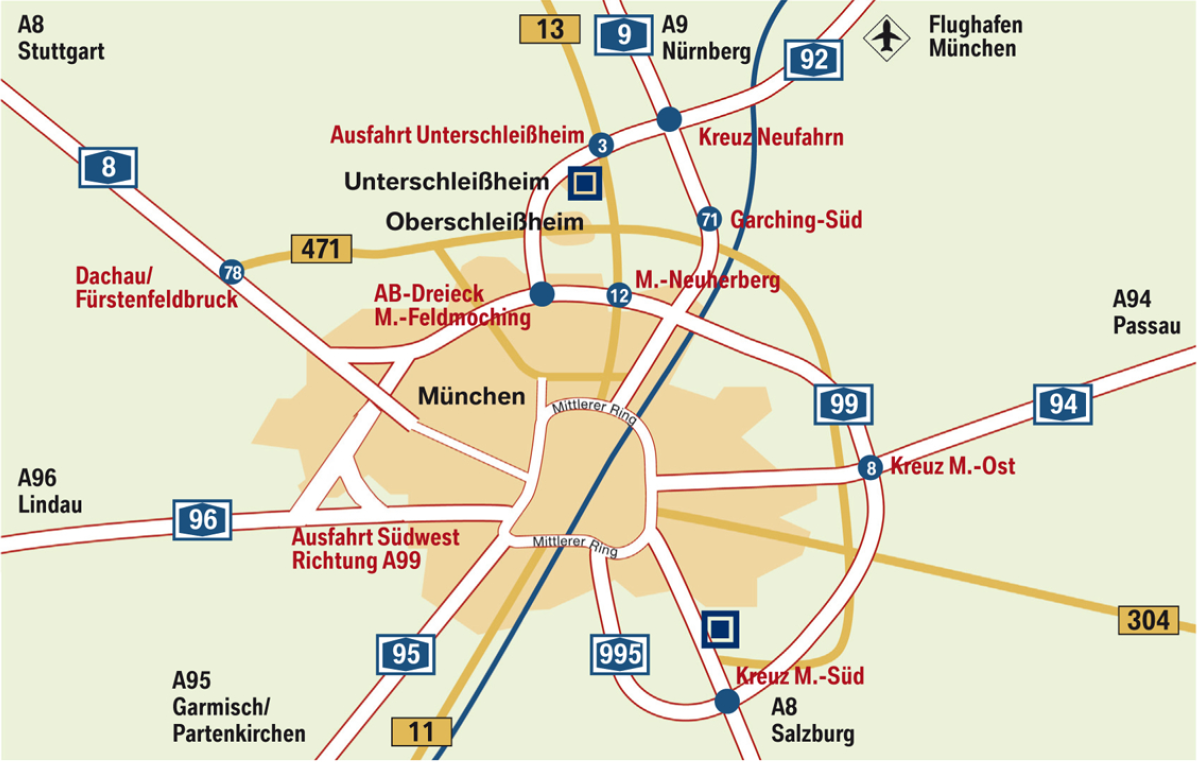 A8
Stuttgart
13
9
A9
Nürnberg
92
Flughafen
München
Ausfahrt Unterschleißheim
3
Kreuz Neufahrn
8
Unterschleißheim
Oberschleißheim
71
Garching-Süd
471
78
Dachau/
Fürstenfeldbruck
AB-Dreieck
M.-Feldmoching
12
M.-Neuherberg
A94
Passau
München
Mittlerer Ring
99
94
8
Kreuz M.-Ost
A96
Lindau
96
Ausfahrt Südwest
Richtung A99
Mittlerer Ring
304
95
995
A95
Garmisch/
Partenkirchen
11
Kreuz M.-Süd
A8
Salzburg